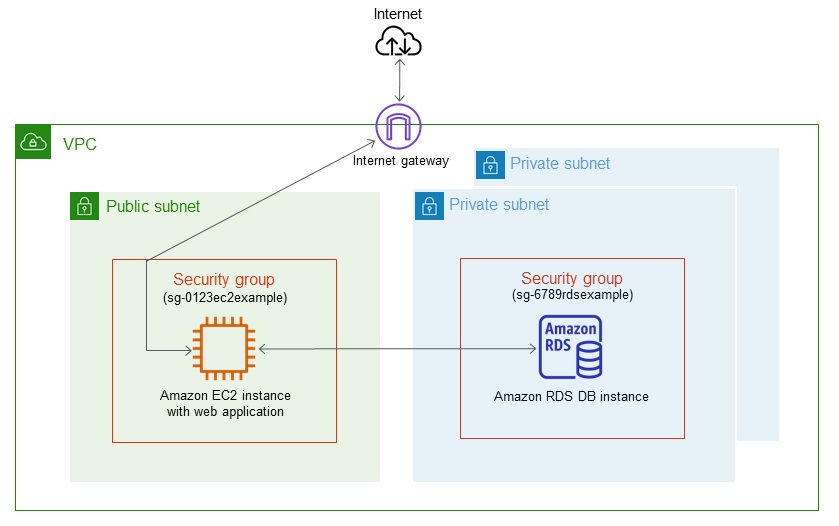 Internet
VPC
Internet gateway
Private subnet
Public subnet
Private subnet
Security group
(sg-0123ec2example)
Amazon EC2 instance
with web application
Security group
(sg-6789rdsexample)
Amazon
RDS
Amazon RDS DB instance